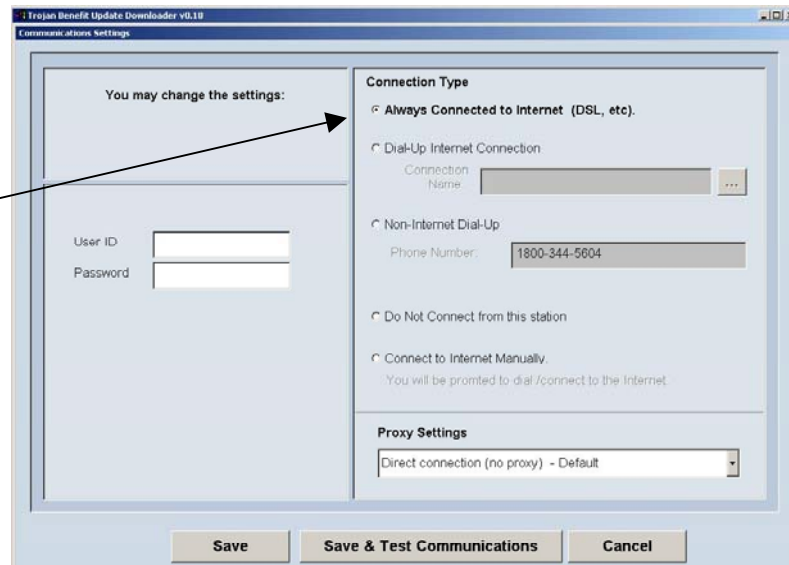 Trojan Benefit Update Downloader v0.10
Communications Settings
You may change the settings:
User ID
Password
Connection Type
Always Connected to Internet (DSL, etc).
Dial-Up Internet Connection
Connection
Name:
...
Non-Internet Dial-Up
Phone Number:
1800-344-5604
Do Not Connect from this station
Connect to Internet Manually.
You will be promted to dial /connect to the Internet
Proxy Settings
Direct connection (no proxy) - Default
Save
Save & Test Communications
Cancel